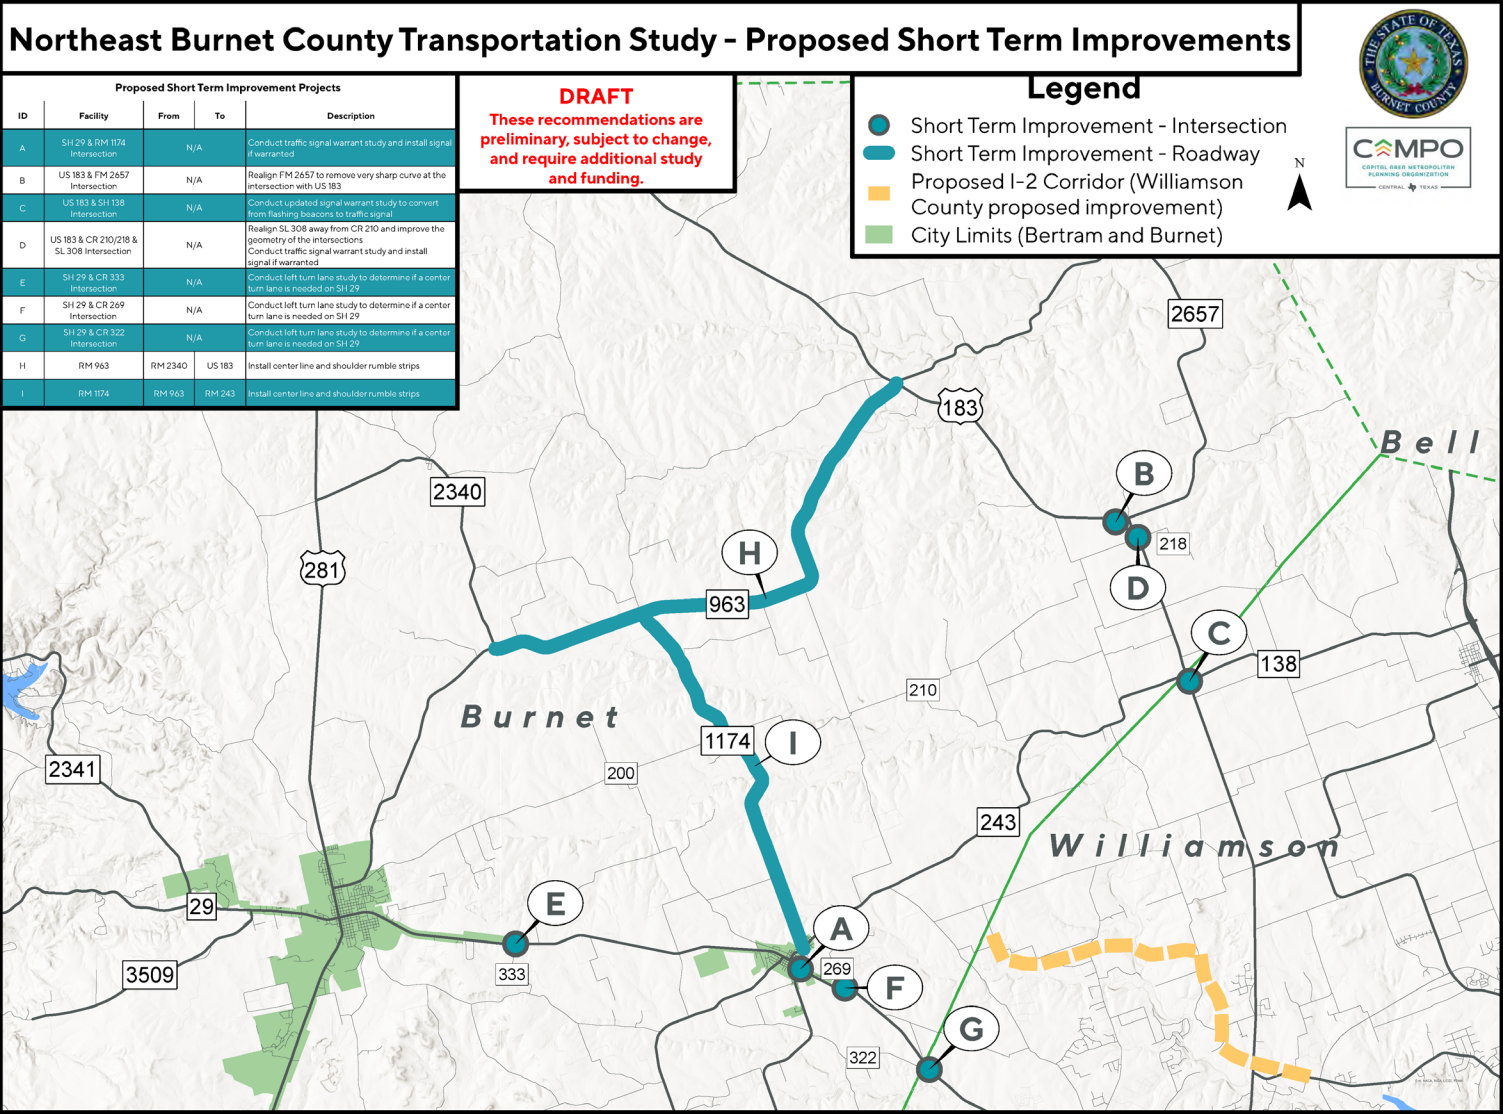 Northeast Burnet County Transportation Study - Proposed Short Term Improvements
THE STATE OF TEXAS
BURNET COUNTY
CAMPO
CAPITAL AREA METROPOLITAN
PLANNING ORGANIZATION
CENTRAL TEXAS
Proposed Short Term Improvement Projects
ID Facility From To Description
A SH 29 & RM 1174 Intersection N/A Conduct traffic signal warrant study and install signal
if warranted
B US 183 & FM 2657 Intersection N/A Realign FM 2657 to remove very sharp curve at the
intersection with US 183
C US 183 & SH 138 Intersection N/A Conduct updated signal warrant study to convert
from flashing beacons to traffic signal
D US 183 & CR 210/218 & SL 308 Intersection N/A Realign SL 308 away from CR 210 and improve the
geometry of the intersections
Conduct traffic signal warrant study and install
signal if warranted
E SH 29 & CR 333 Intersection N/A Conduct left turn lane study to determine if a center
turn lane is needed on SH 29
F SH 29 & CR 269 Intersection N/A Conduct left turn lane study to determine if a center
turn lane is needed on SH 29
G SH 29 & CR 322 Intersection N/A Conduct left turn lane study to determine if a center
turn lane is needed on SH 29
H RM 963 RM 2340 US 183 Install center line and shoulder rumble strips
I RM 1174 RM 963 RM 243 Install center line and shoulder rumble strips
DRAFT
These recommendations are
preliminary, subject to change,
and require additional study
and funding.
Legend
Short Term Improvement - Intersection
Short Term Improvement - Roadway
Proposed I-2 Corridor (Williamson
County proposed improvement)
City Limits (Bertram and Burnet)
N
2657
183
Bell
B
2340
218
H
281
D
963
C
138
210
Burnet
1174
I
2341
200
243
Williamson
E
29
A
269
333
3509
F
G
322